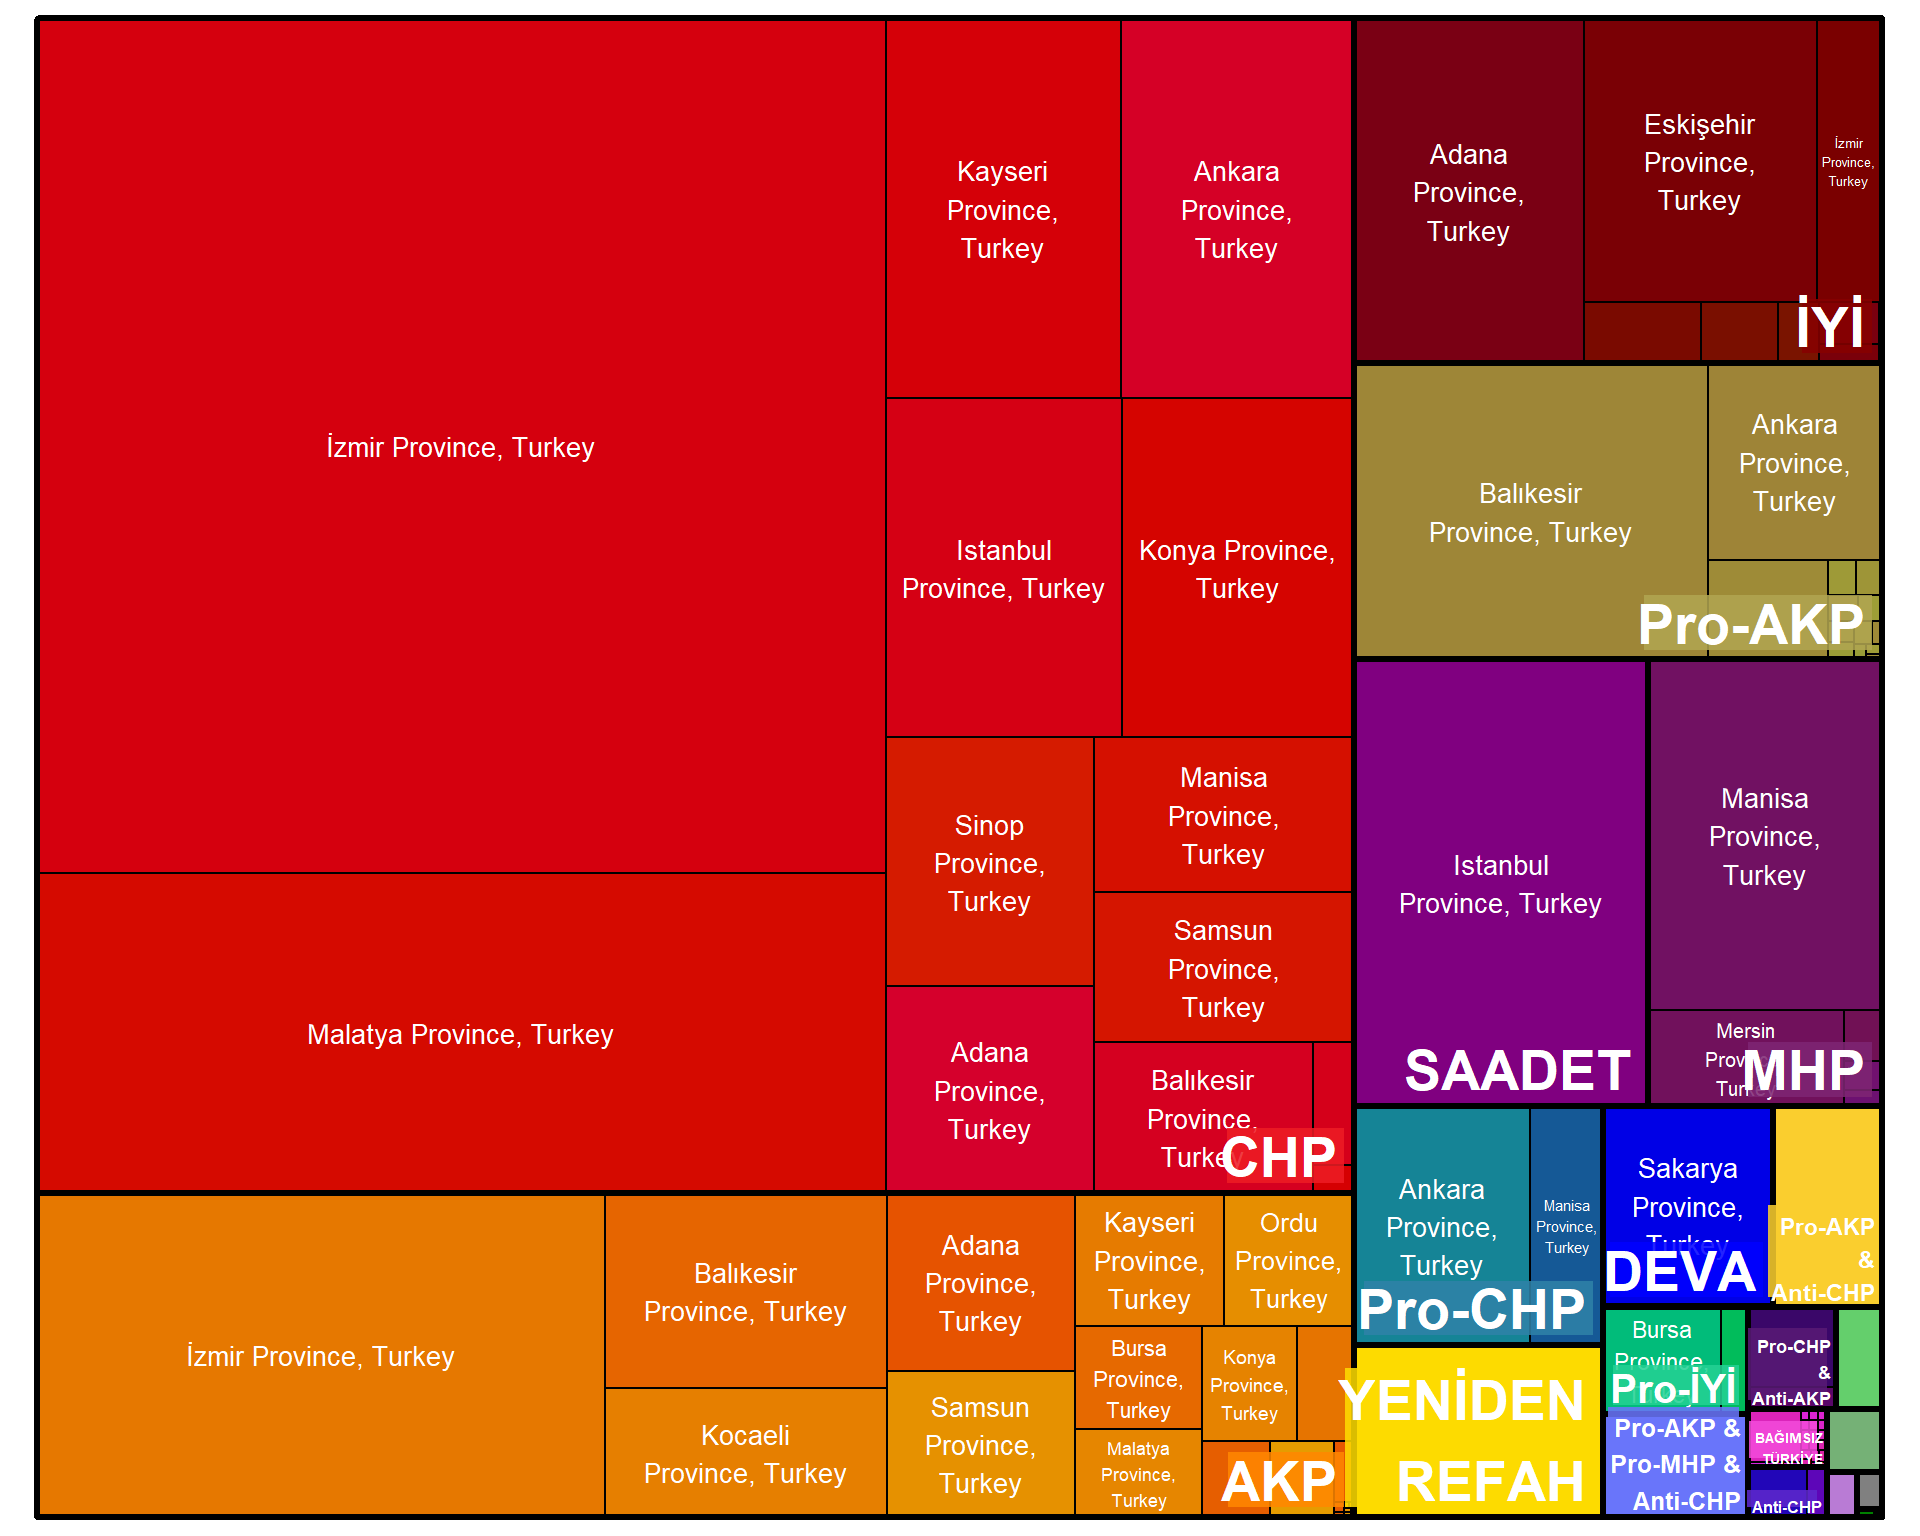 İzmir Province, Turkey
Malatya Province, Turkey
Kayseri
Province,
Turkey
Ankara
Province,
Turkey
Istanbul
Province, Turkey
Konya Province,
Turkey
Sinop
Province,
Turkey
Manisa
Province,
Turkey
Samsun
Province,
Turkey
Adana
Province,
Turkey
Balıkesir
Province,
Turkey
CHP
İzmir Province, Turkey
Balıkesir
Province, Turkey
Kocaeli
Province, Turkey
Adana
Province,
Turkey
Samsun
Province,
Turkey
Kayseri
Province,
Turkey
Ordu
Province,
Turkey
Bursa
Province,
Turkey
Konya
Province,
Turkey
Malatya
Province,
Turkey
AKP
Adana
Province,
Turkey
Eskişehir
Province,
Turkey
İzmir
Province,
Turkey
İYİ
Balıkesir
Province, Turkey
Ankara
Province,
Turkey
Pro-AKP
Istanbul
Province, Turkey
SAADET
Manisa
Province,
Turkey
Mersin
Province,
Turkey
MHP
Ankara
Province,
Turkey
Manisa
Province,
Turkey
Pro-CHP
Sakarya
Province,
Turkey
DEVA
Pro-AKP
&
Anti-CHP
YENİDEN
REFAH
Bursa
Province,
Pro-İYİ
Pro-CHP
&
Anti-AKP
Pro-AKP &
Pro-MHP &
Anti-CHP
BAĞIMSIZ
TÜRKİYE
Anti-CHP